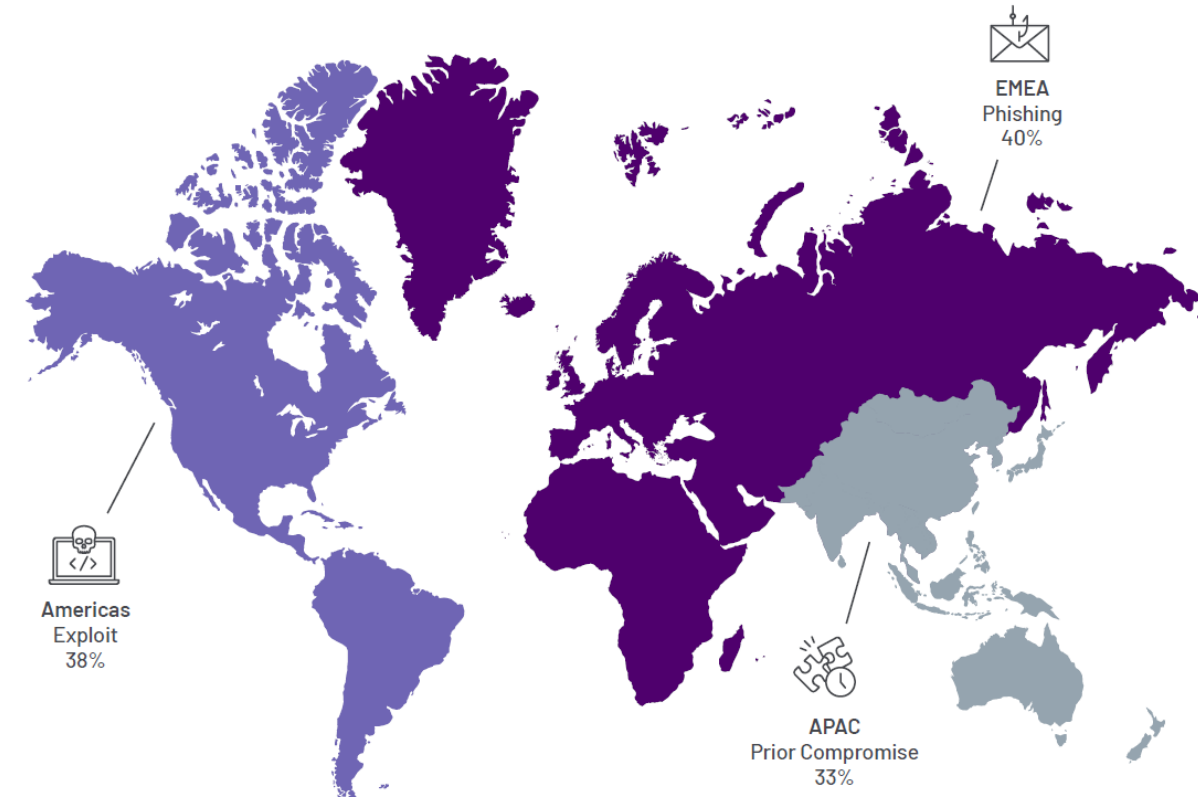 EMEA
Phishing
40%
</>
Americas
Exploit
38%
APAC
Prior Compromise
33%